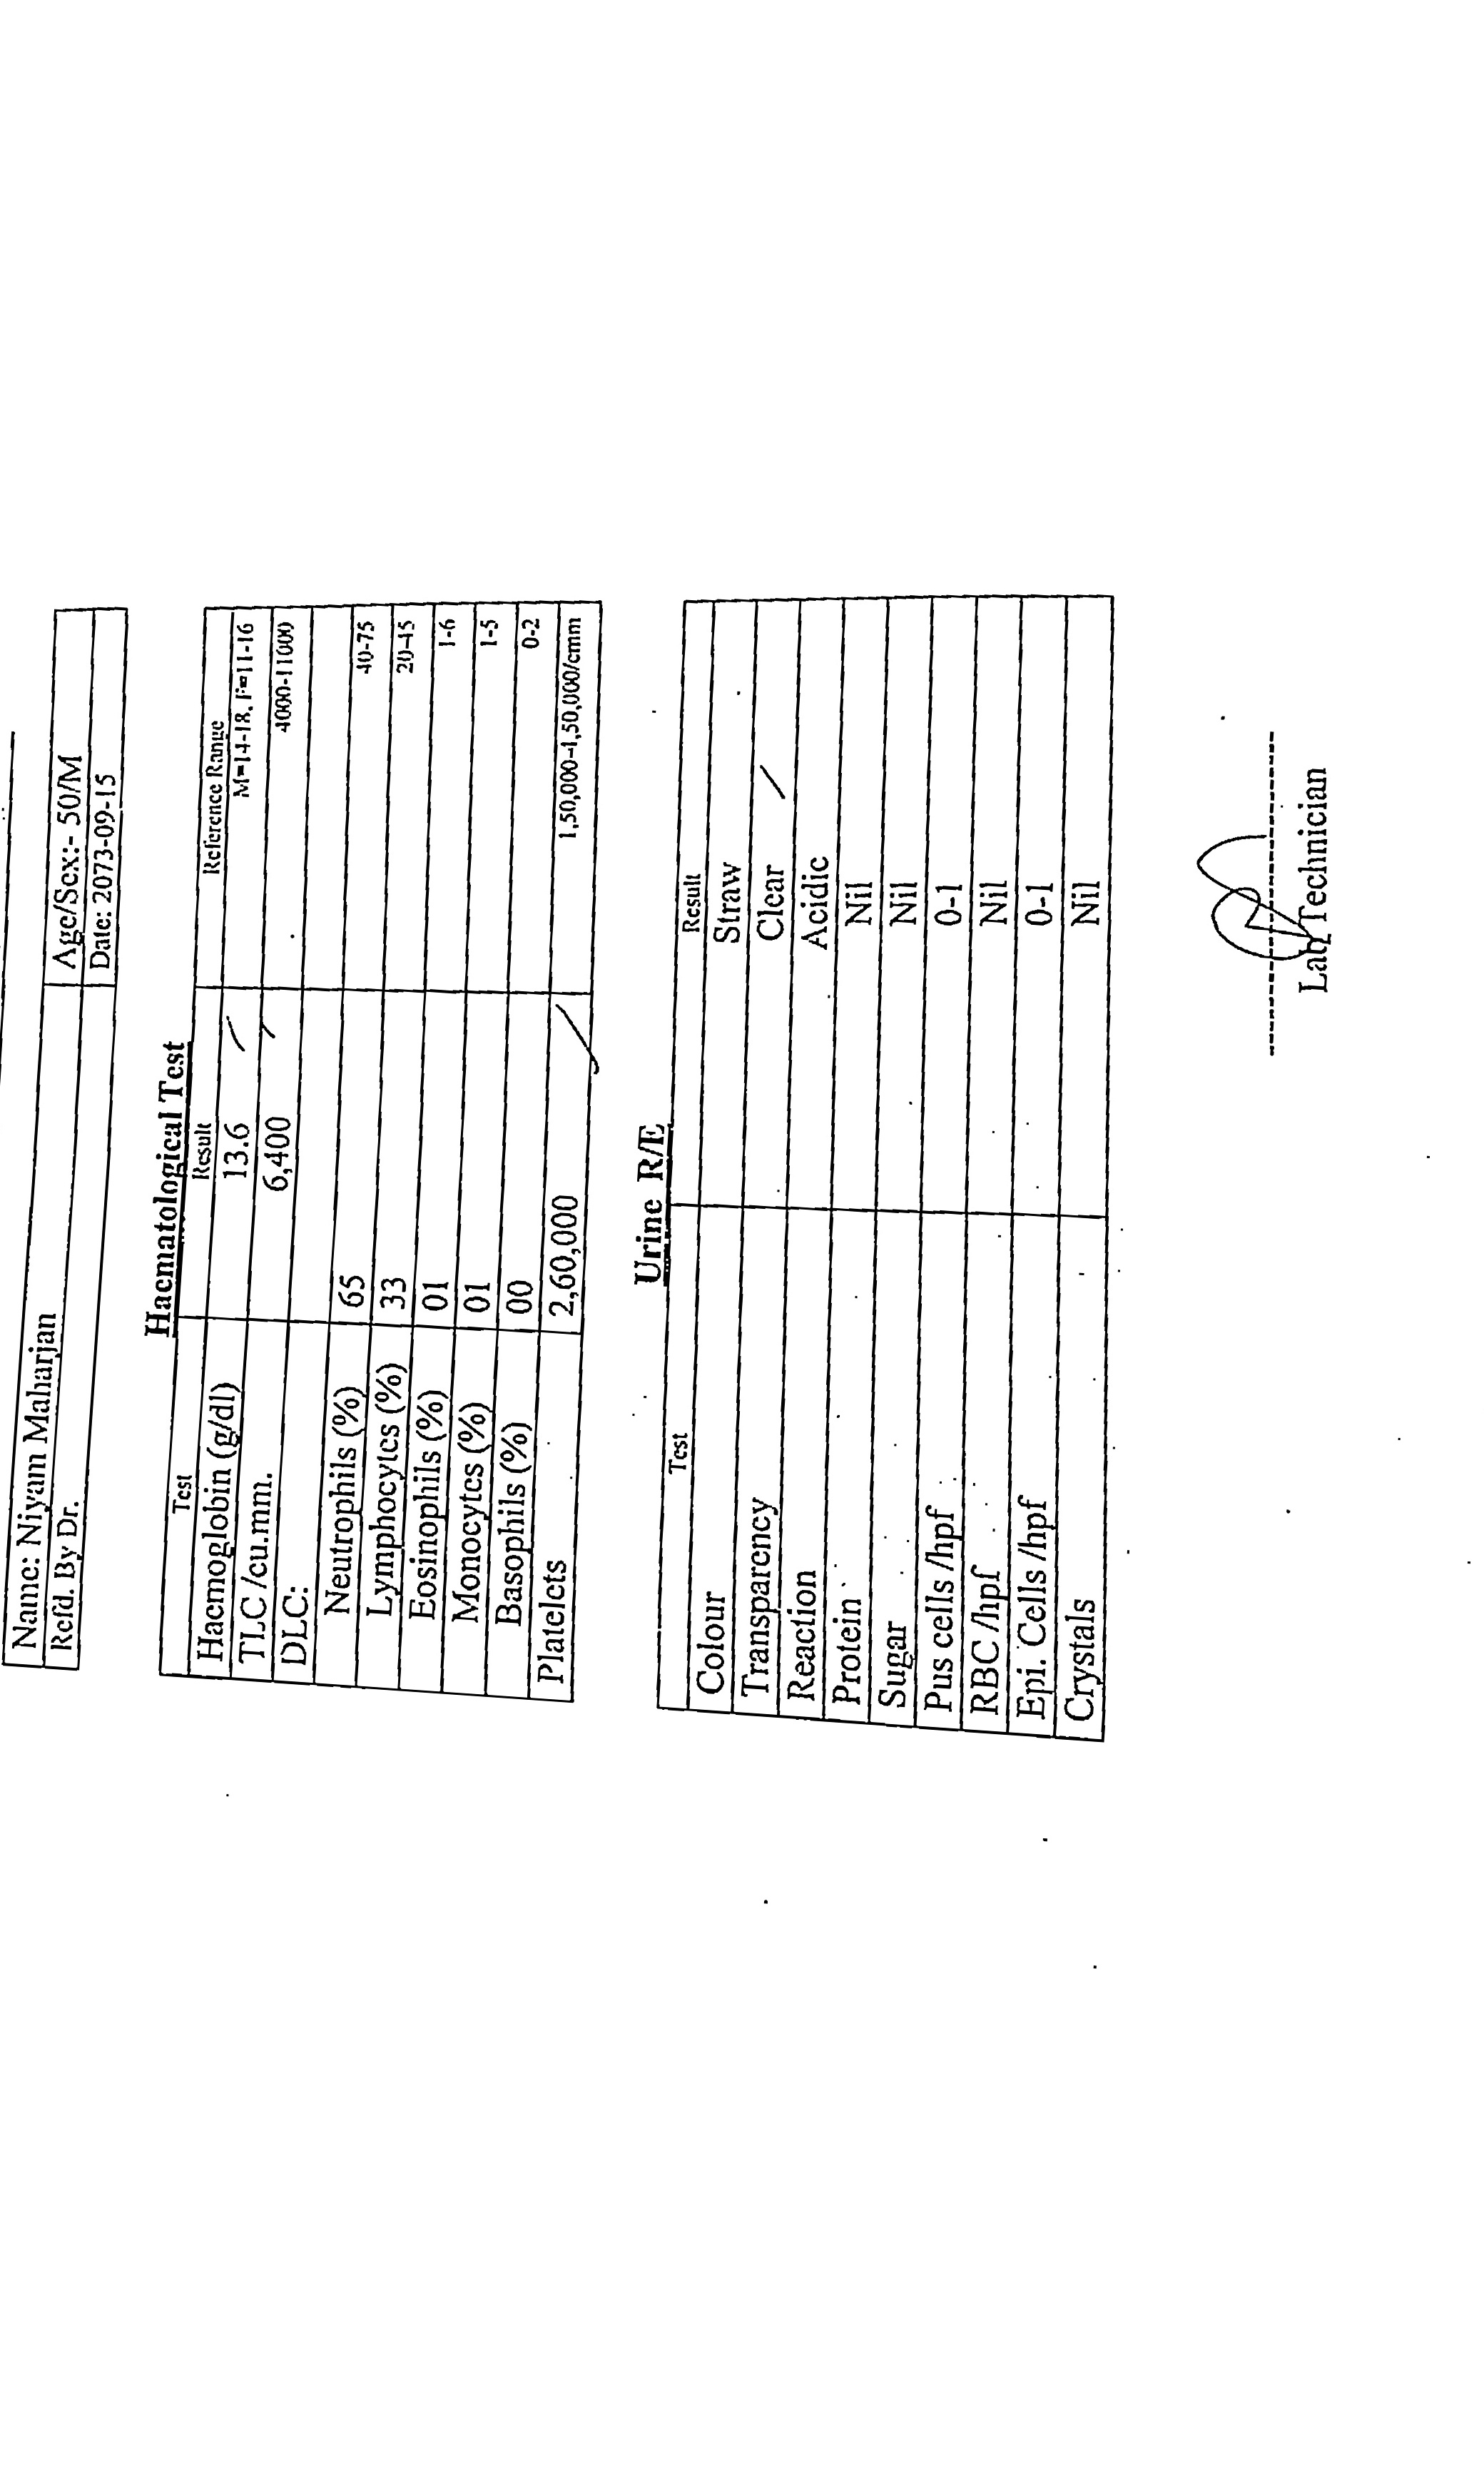 Name: Niyam Maharjan
Age/Sex:- 50/M
Refd. By Dr.
Date: 2073-09-15
Haematological Test
Test Result Reference Range
Haemoglobin (g/dl) 13.6 M=14-18, F=11-16
TLC /cu.mm. 6,400 4000-11000
DLC:
Neutrophils (%) 65 40-75
Lymphocytes (%) 33 20-45
Eosinophils (%) 01 1-6
Monocytes (%) 01 1-5
Basophils (%) 00 0-2
Platelets 2,60,000 1,50,000-4,50,000/cmm
Urine R/E
Test Result
Colour Straw
Transparency Clear
Reaction Acidic
Protein Nil
Sugar Nil
Pus cells /hpf 0-1
RBC /hpf Nil
Epi. Cells /hpf 0-1
Crystals Nil
Lab Technician